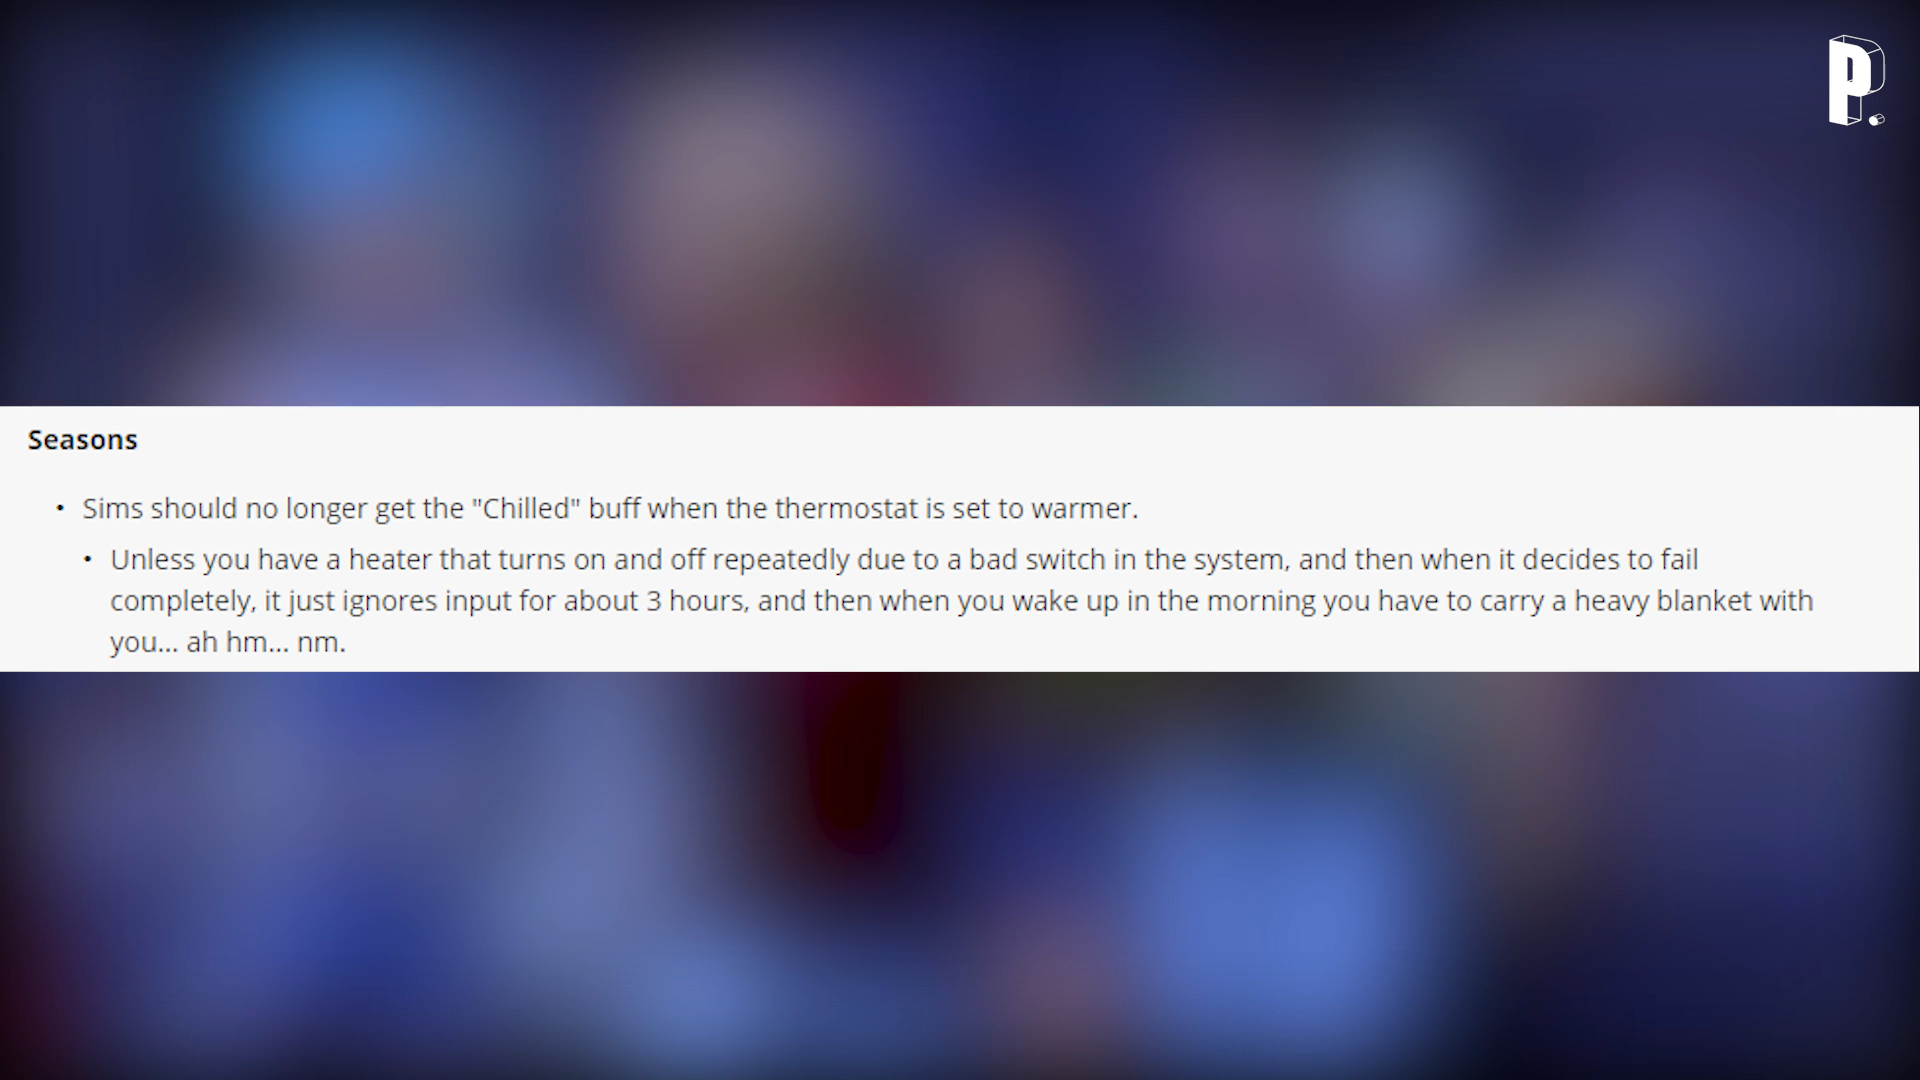 P.
Seasons
• Sims should no longer get the "Chilled" buff when the thermostat is set to warmer.
• Unless you have a heater that turns on and off repeatedly due to a bad switch in the system, and then when it decides to fail
completely, it just ignores input for about 3 hours, and then when you wake up in the morning you have to carry a heavy blanket with
you... ah hm... nm.